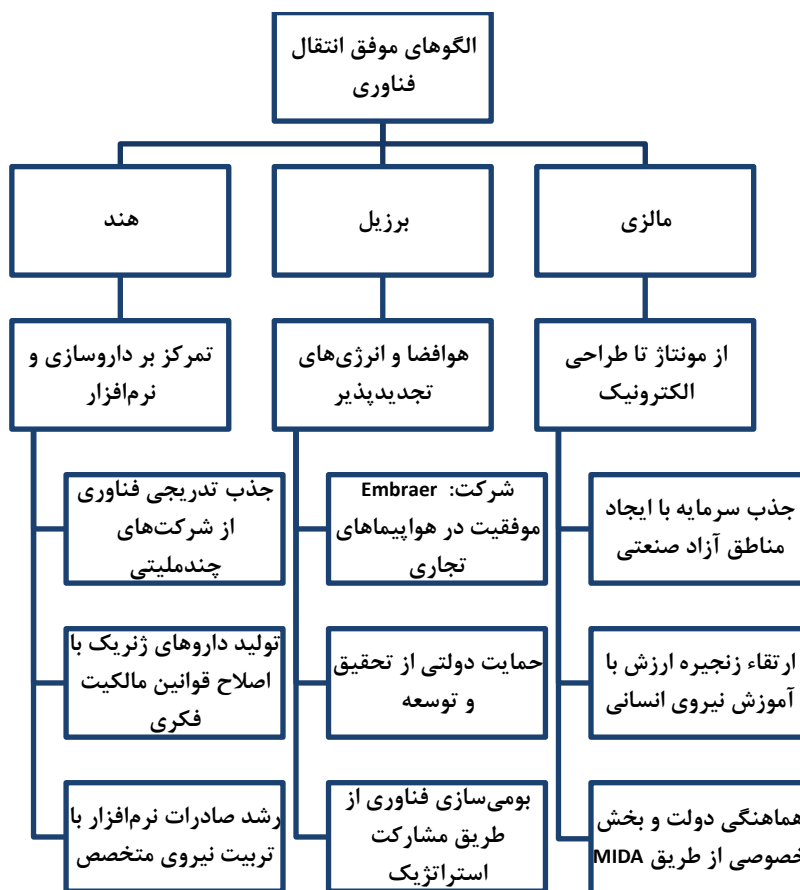 الگوهای موفق انتقال
فناوری
مالزی
برزیل
هند
از مونتاژ تا طراحی
الکترونیک
هوافضا و انرژی‌های
تجدیدپذیر
تمرکز بر داروسازی و
نرم‌افزار
جذب سرمایه با ایجاد
مناطق آزاد صنعتی
ارتقاء زنجیره ارزش با
آموزش نیروی انسانی
هماهنگی دولت و بخش
خصوصی از طریق MIDA
شرکت: Embraer
موفقیت در هواپیماهای
تجاری
حمایت دولتی از تحقیق
و توسعه
بومی‌سازی فناوری از
طریق مشارکت
استراتژیک
جذب تدریجی فناوری
از شرکت‌های
چندملیتی
تولید داروهای ژنریک با
اصلاح قوانین مالکیت
فکری
رشد صادرات نرم‌افزار با
تربیت نیروی متخصص